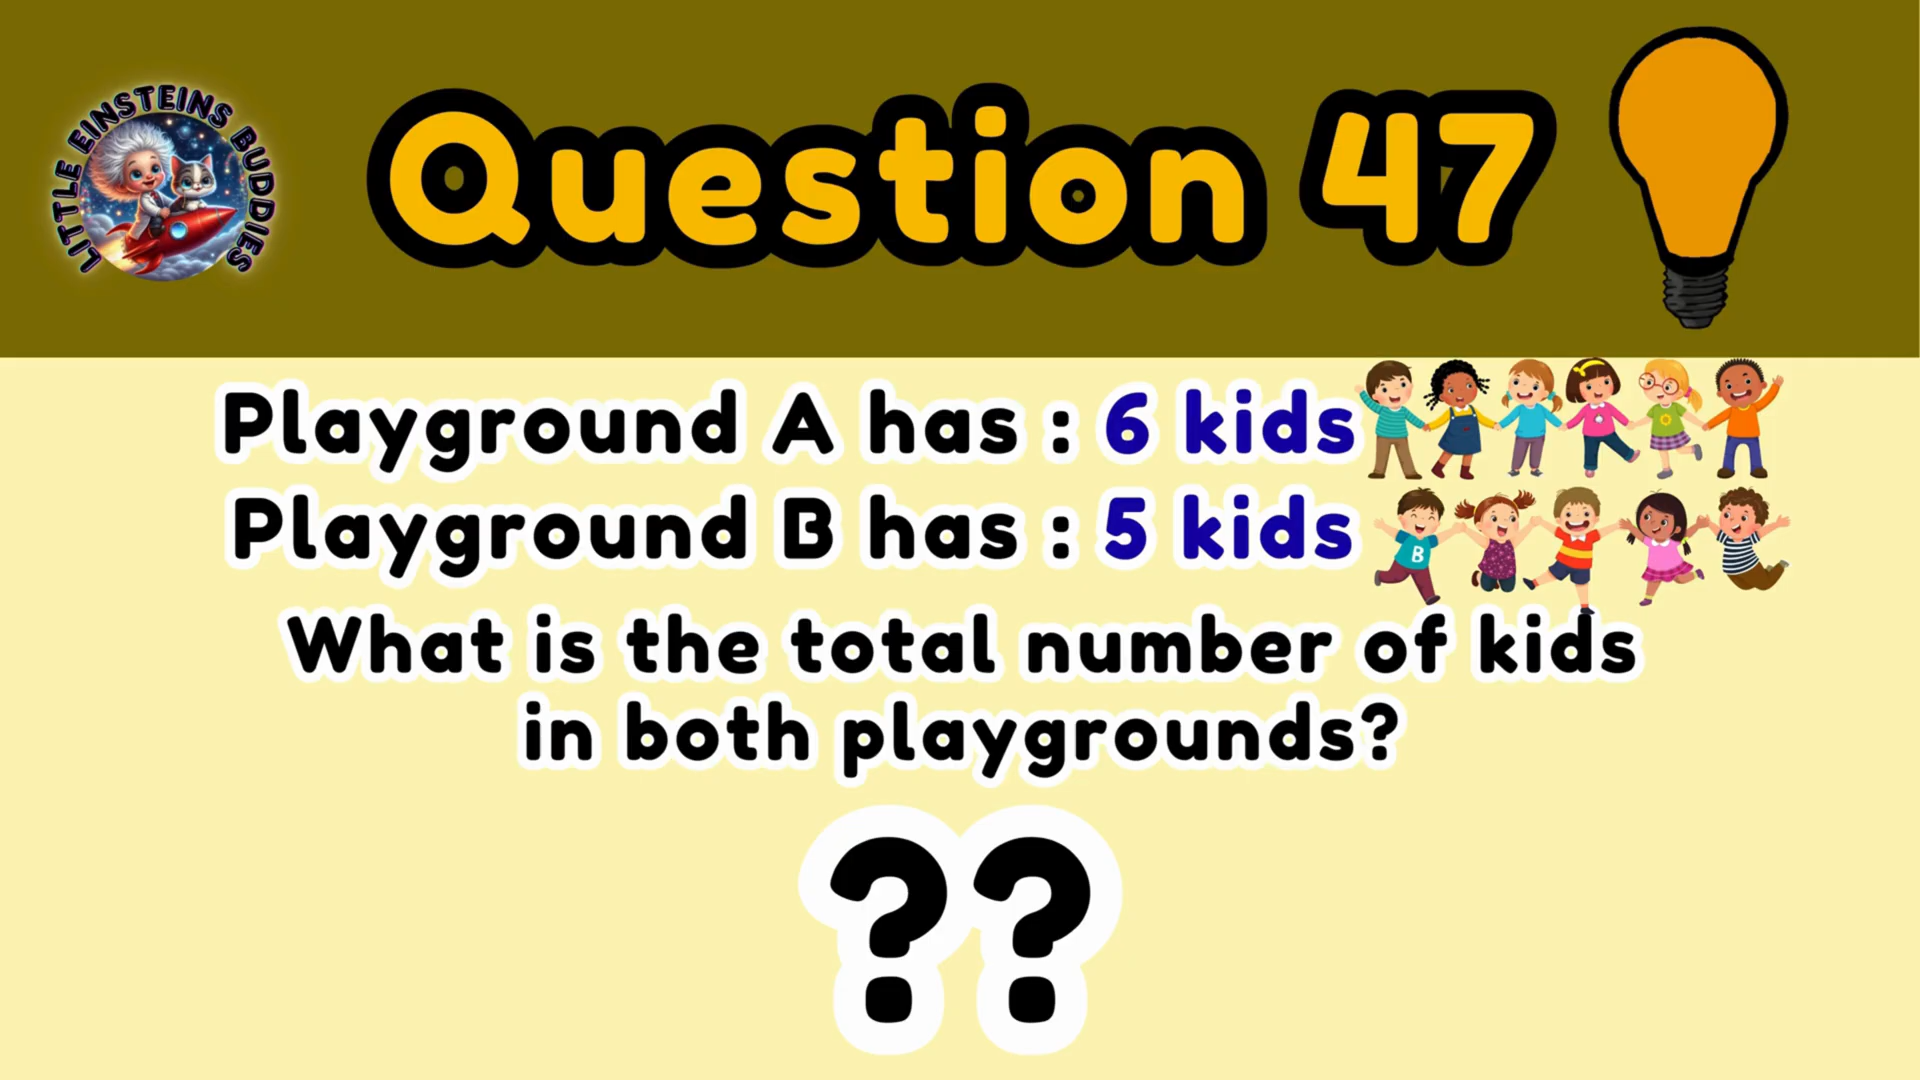 LITTLE EINSTEINS BUDDIES
Question 47
Playground A has : 6 kids
Playground B has : 5 kids
B
What is the total number of kids
in both playgrounds?
??